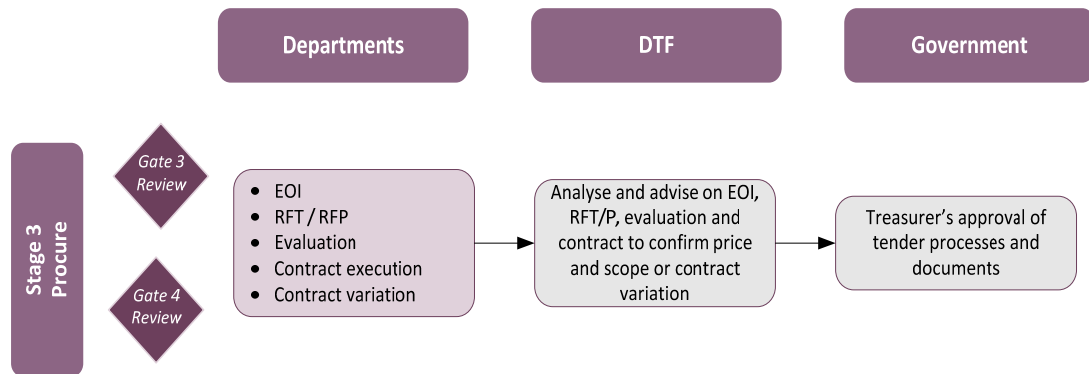 Departments
DTF
Government
Stage 3
Procure
Gate 3
Review
Gate 4
Review
• EOI
• RFT / RFP
• Evaluation
• Contract execution
• Contract variation
Analyse and advise on EOI,
RFT/P, evaluation and
contract to confirm price
and scope or contract
variation
Treasurer’s approval of
tender processes and
documents